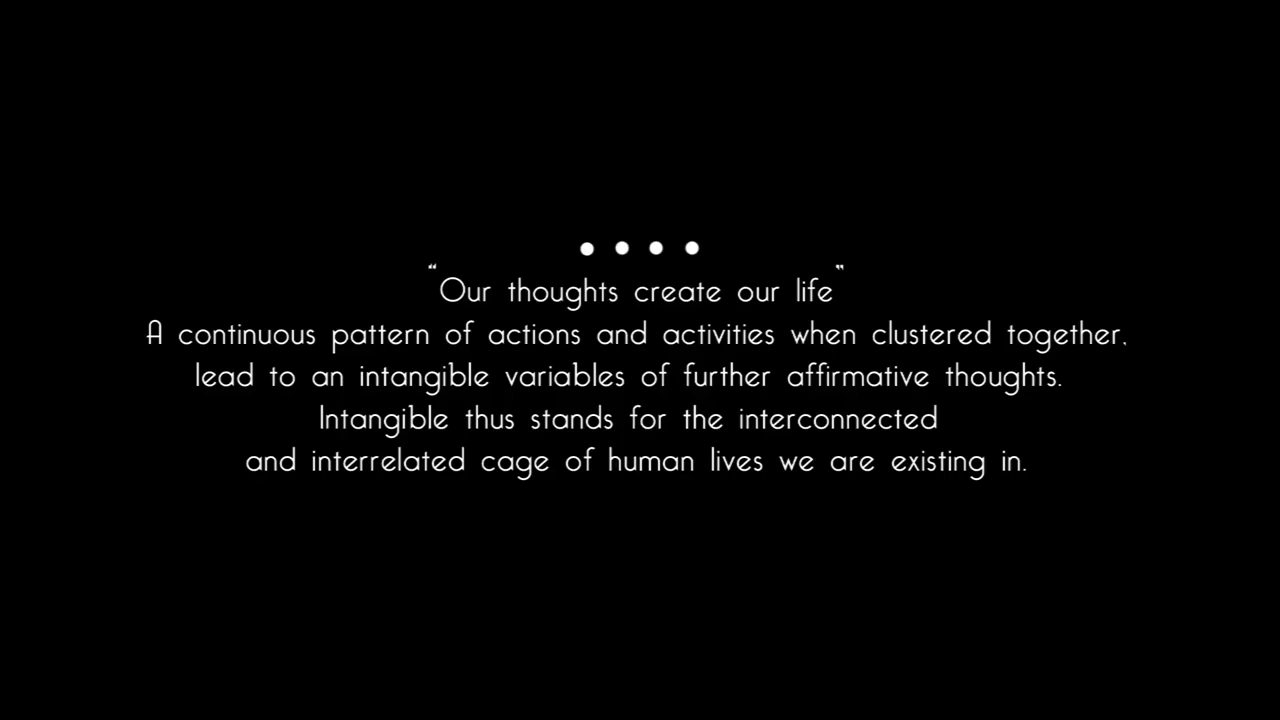 “Our thoughts create our life”
A continuous pattern of actions and activities when clustered together,
lead to an intangible variables of further affirmative thoughts.
Intangible thus stands for the interconnected
and interrelated cage of human lives we are existing in.